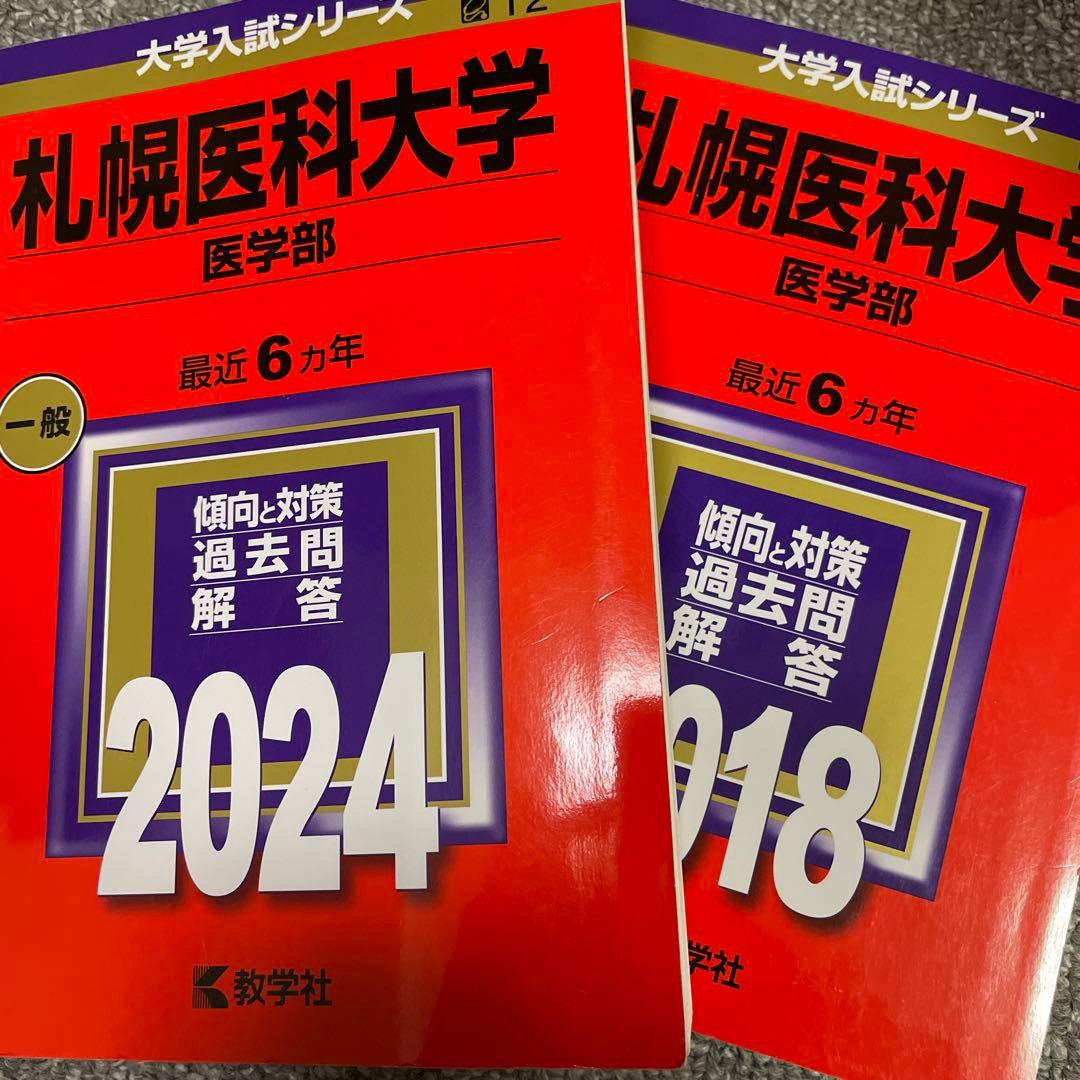 大学入試シリーズ
12
札幌医科大学
医学部
最近6ヵ年
一般
傾向と対策
過去問
解答
2024
教学社
大学入試シリーズ
札幌医科大学
医学部
最近6ヵ年
傾向と対策
過去問
解答
018
学社